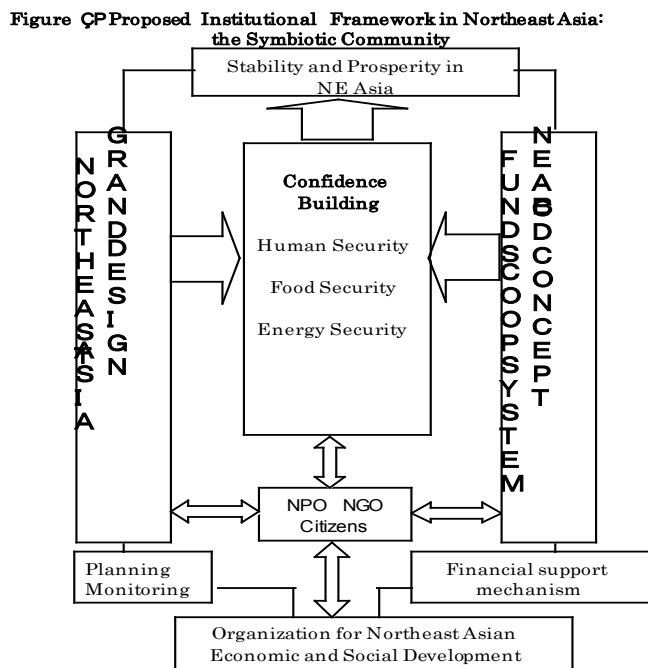 Figure ÇP Proposed Institutional Framework in Northeast Asia:
the Symbiotic Community
Stability and Prosperity in
NE Asia
NORTHEAST ASIA
GRAND DESIGN
Confidence
Building
Human Security
Food Security
Energy Security
CONCEPT
FUNDS COOP SYSTEM
NPO NGO
Citizens
Planning
Monitoring
Financial support
mechanism
Organization for Northeast Asian
Economic and Social Development